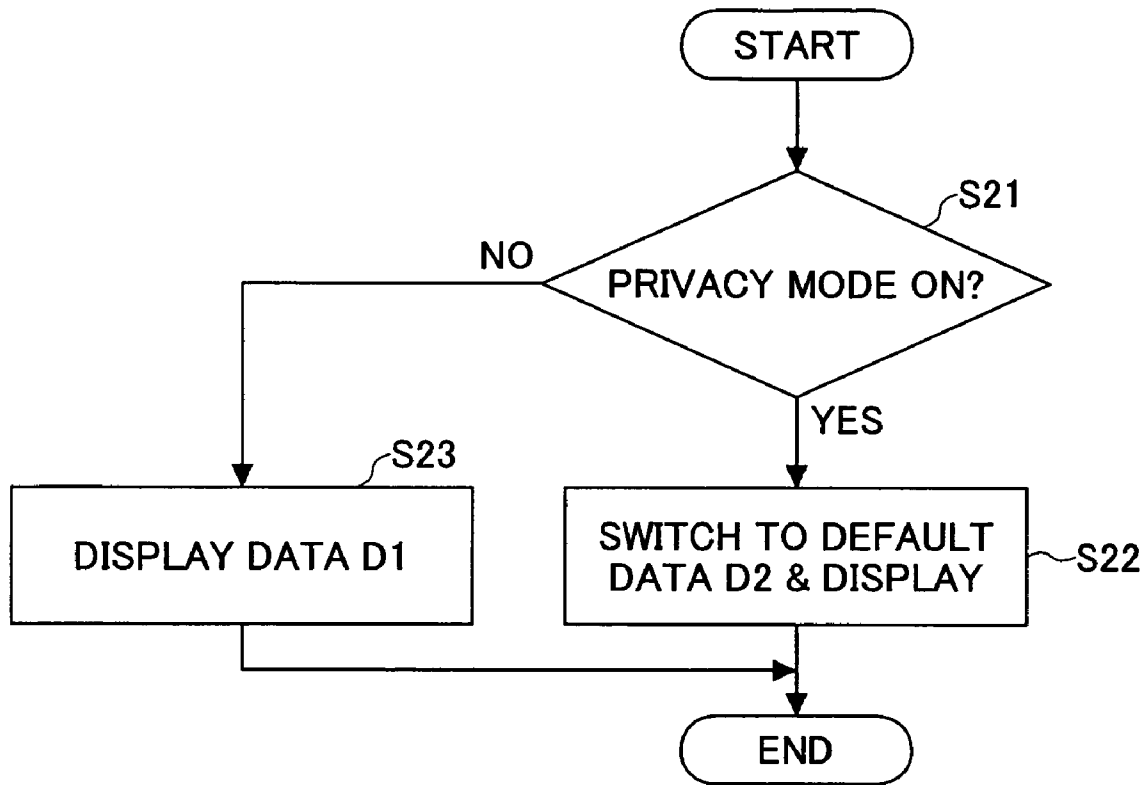 START
S21
NO
PRIVACY MODE ON?
YES
S23
DISPLAY DATA D1
SWITCH TO DEFAULT
DATA D2 & DISPLAY
S22
END